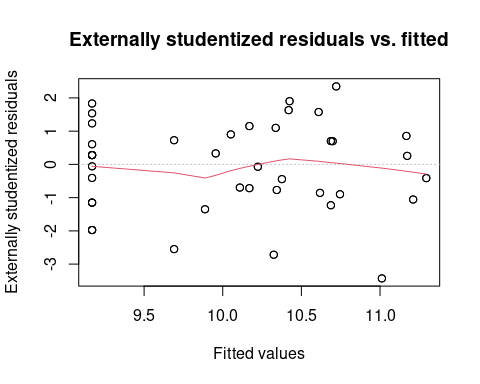 Externally studentized residuals vs. fitted
Externally studentized residuals
2
1
0
-1
-2
-3
9.5 10.0 10.5 11.0
Fitted values